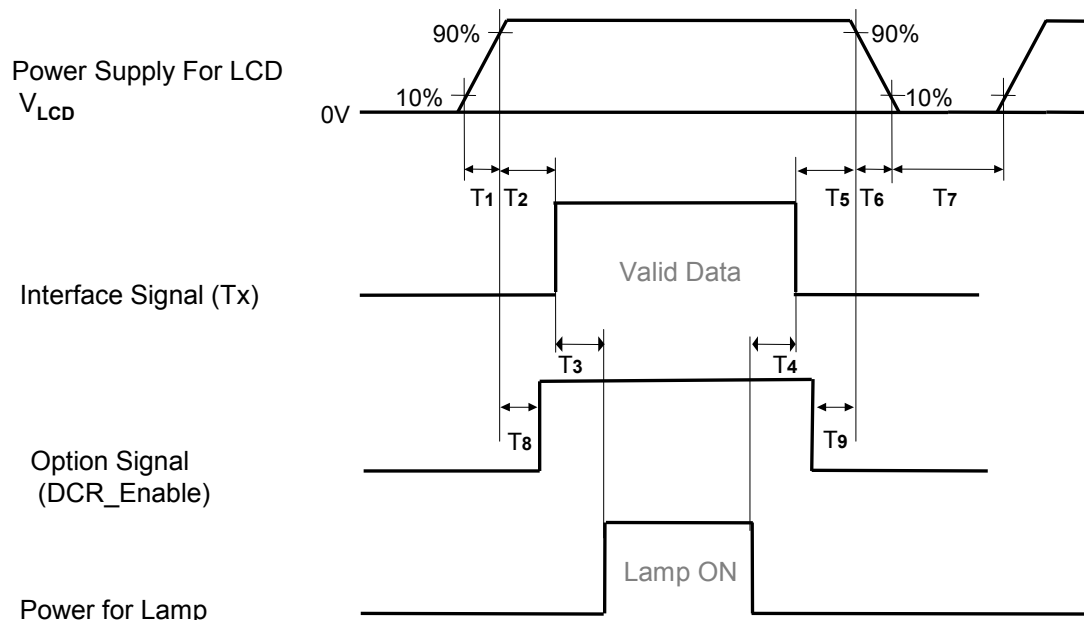 90%
90%
Power Supply For LCD
VLCD
10%
10%
0V
T1
T2
T5
T6
T7
Valid Data
Interface Signal (Tx)
T3
T4
T8
T9
Option Signal
(DCR_Enable)
Lamp ON
Power for Lamp